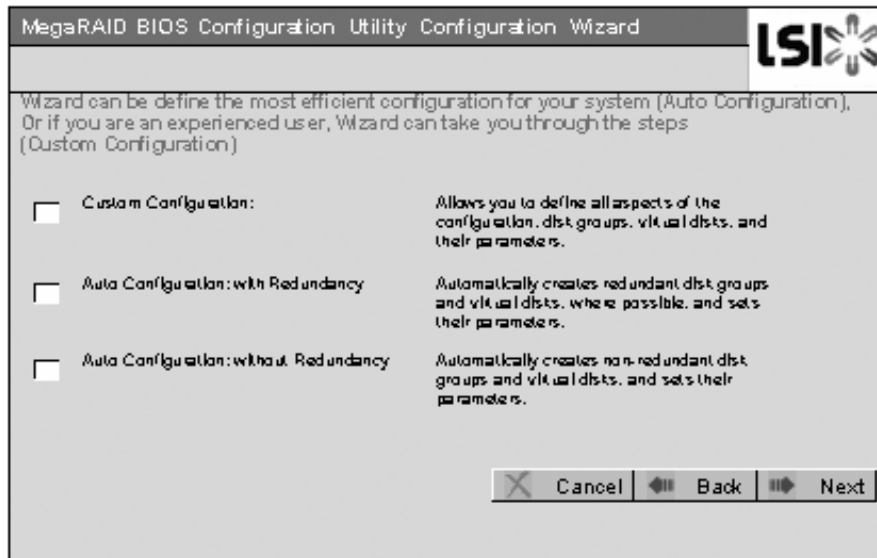 MegaRAID BIOS Configuration Utility Configuration Wizard
LSI
Wizard can be define the most efficient configuration for your system (Auto Configuration),
Or if you are an experienced user, Wizard can take you through the steps
(Custom Configuration)
Custom Configuration:
Allows you to define all aspects of the
configuration, disk groups, virtual disks, and
their parameters.
Auto Configuration: with Redundancy
Automatically creates redundant disk groups
and virtual disks, where possible, and sets
their parameters.
Auto Configuration: without Redundancy
Automatically creates non-redundant disk
groups and virtual disks, and sets their
parameters.
Cancel Back Next